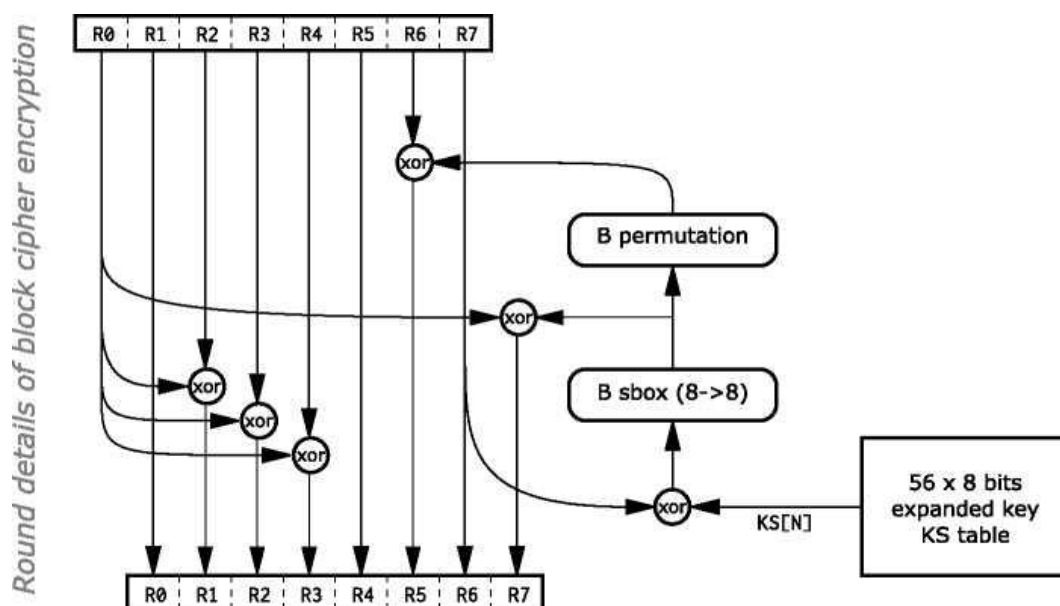 Round details of block cipher encryption
R0 R1 R2 R3 R4 R5 R6 R7
xor
B permutation
xor
xor
B sbox (8->8)
xor
xor
xor
KS[N]
56 x 8 bits
expanded key
KS table
R0 R1 R2 R3 R4 R5 R6 R7